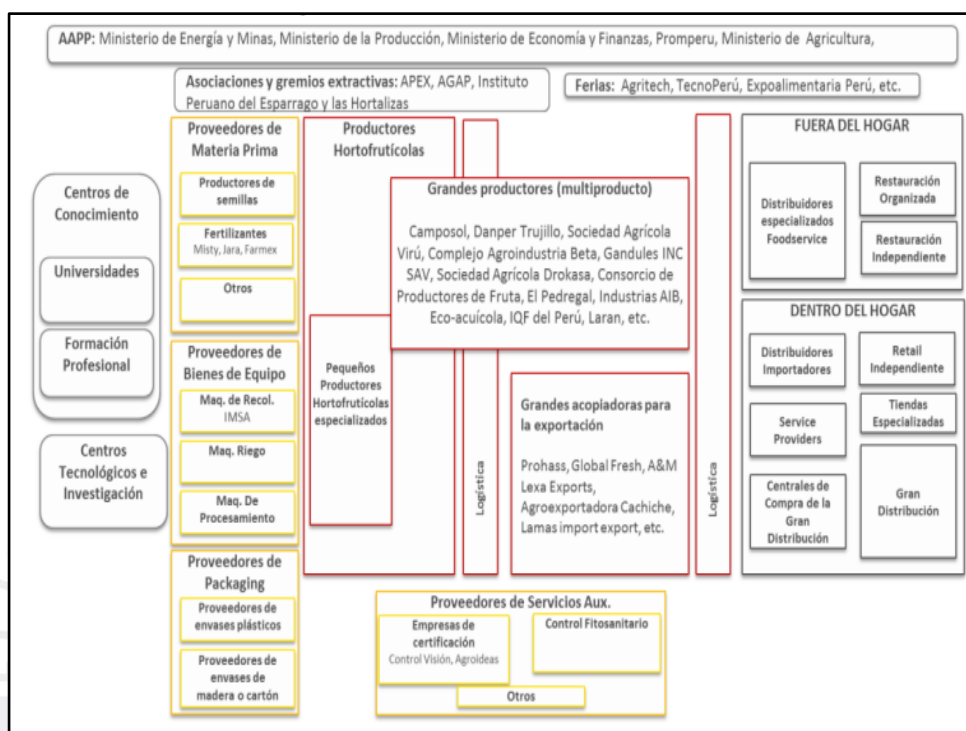 AAPP: Ministerio de Energía y Minas, Ministerio de la Producción, Ministerio de Economía y Finanzas, Promperu, Ministerio de Agricultura,
Asociaciones y gremios extractivas: APEX, AGAP, Instituto
Peruano del Esparrago y las Hortalizas
Ferias: Agritech, TecnoPerú, Expoalimentaria Perú, etc.
Centros de
Conocimiento
Universidades
Formación
Profesional
Centros
Tecnológicos e
Investigación
Proveedores de
Materia Prima
Productores de
semillas
Fertilizantes
Misty, Jara, Farmex
Otros
Proveedores de
Bienes de Equipo
Maq. de Recol.
IMSA
Maq. Riego
Maq. De
Procesamiento
Proveedores de
Packaging
Proveedores de
envases plásticos
Proveedores de
envases de
madera o cartón
Productores
Hortofrutícolas
Pequeños
Productores
Hortofruticolas
especializados
Logística
Grandes productores (multiproducto)
Camposol, Danper Trujillo, Sociedad Agrícola
Virú, Complejo Agroindustria Beta, Gandules INC
SAV, Sociedad Agrícola Drokasa, Consorcio de
Productores de Fruta, El Pedregal, Industrias AIB,
Eco-acuícola, IQF del Perú, Laran, etc.
Grandes acopiadoras para
la exportación
Prohass, Global Fresh, A&M
Lexa Exports,
Agroexportadora Cachiche,
Lamas import export, etc.
Logística
Proveedores de Servicios Aux.
Empresas de
certificación
Control Visión, Agroideas
Control Fitosanitario
Otros
FUERA DEL HOGAR
Distribuidores
especializados
Foodservice
Restauración
Organizada
Restauración
Independiente
DENTRO DEL HOGAR
Distribuidores
Importadores
Retail
Independiente
Service
Providers
Tiendas
Especializadas
Centrales de
Compra de la
Gran
Distribución
Gran
Distribución